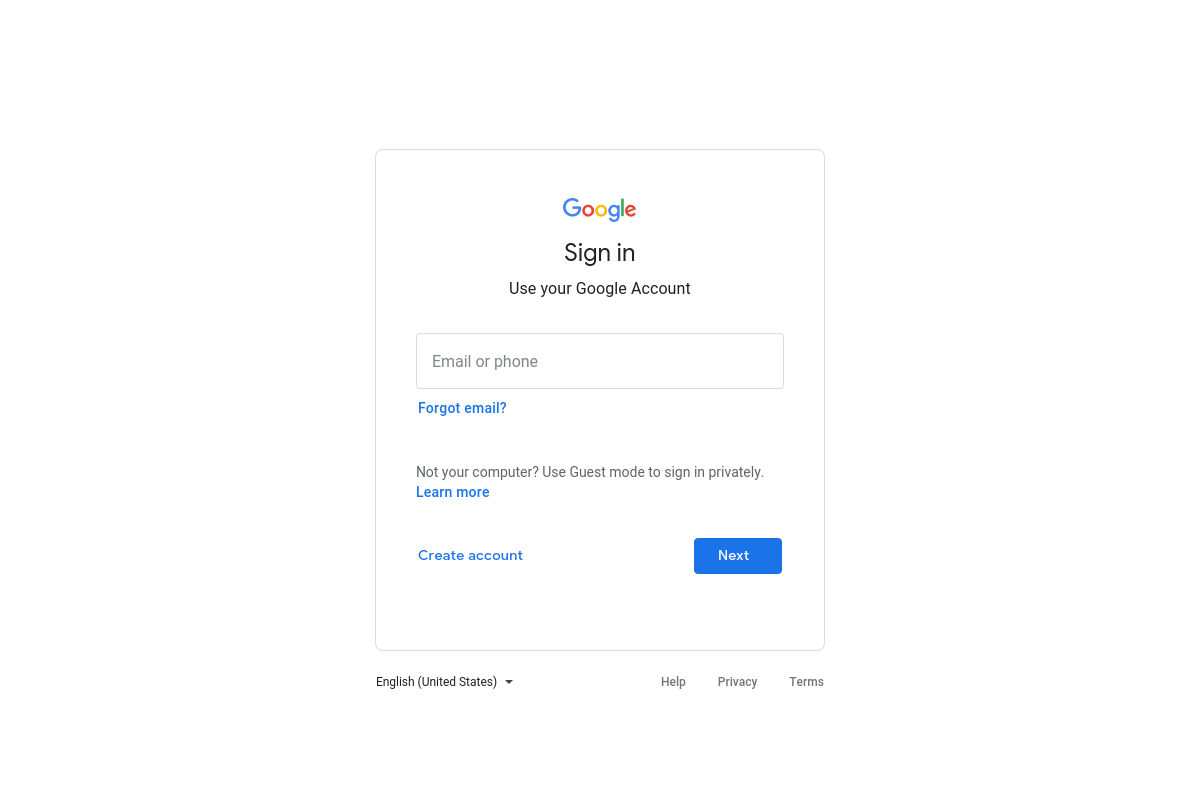 Google
Sign in
Use your Google Account
Email or phone
Forgot email?
Not your computer? Use Guest mode to sign in privately.
Learn more
Create account
Next
English (United States)
Help
Privacy
Terms